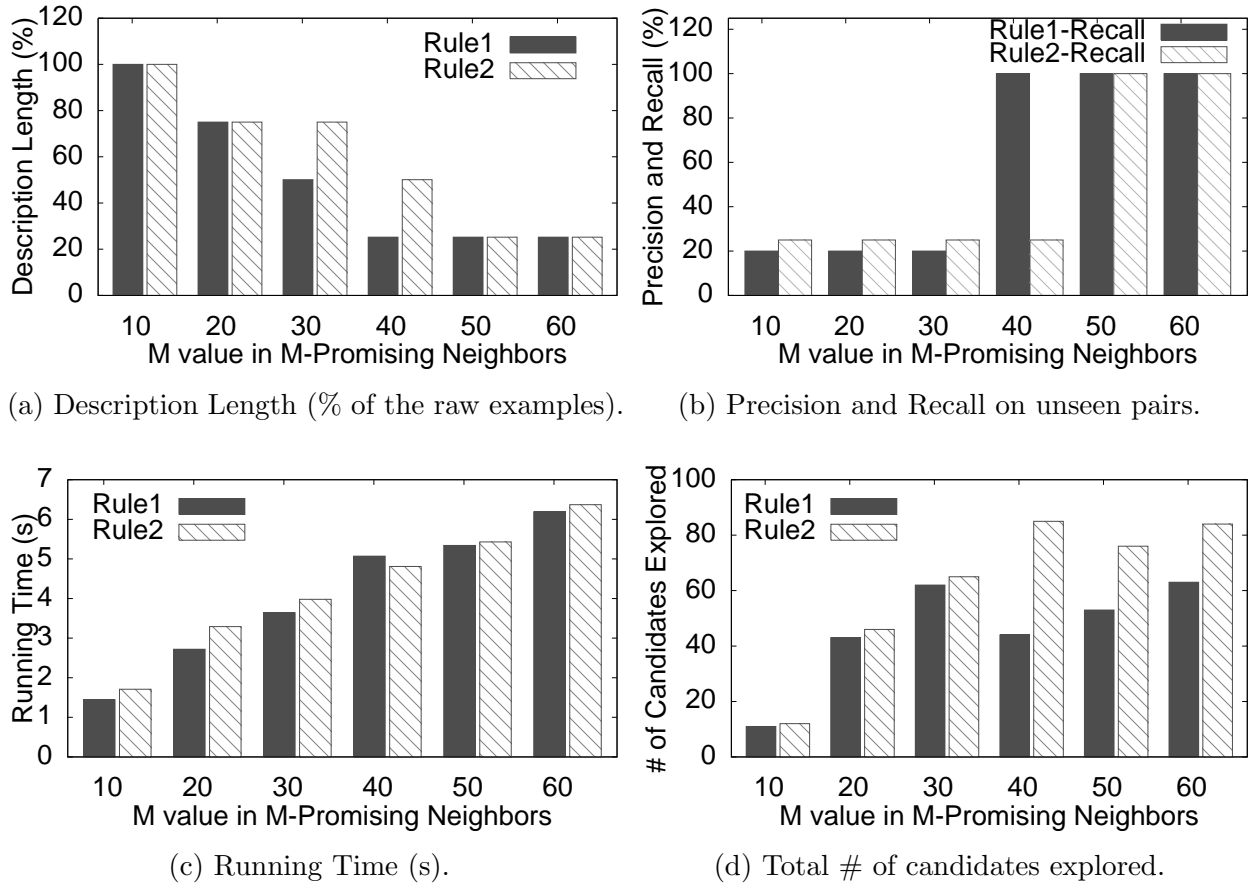 120
100
80
60
40
20
0
Description Length (%)
Rule1
Rule2
10 20 30 40 50 60
M value in M-Promising Neighbors
(a) Description Length (% of the raw examples).
120
100
80
60
40
20
0
Precision and Recall (%)
Rule1-Recall
Rule2-Recall
10 20 30 40 50 60
M value in M-Promising Neighbors
(b) Precision and Recall on unseen pairs.
7
6
5
4
3
2
1
0
Running Time (s)
Rule1
Rule2
10 20 30 40 50 60
M value in M-Promising Neighbors
(c) Running Time (s).
100
80
60
40
20
0
# of Candidates Explored
Rule1
Rule2
10 20 30 40 50 60
M value in M-Promising Neighbors
(d) Total # of candidates explored.